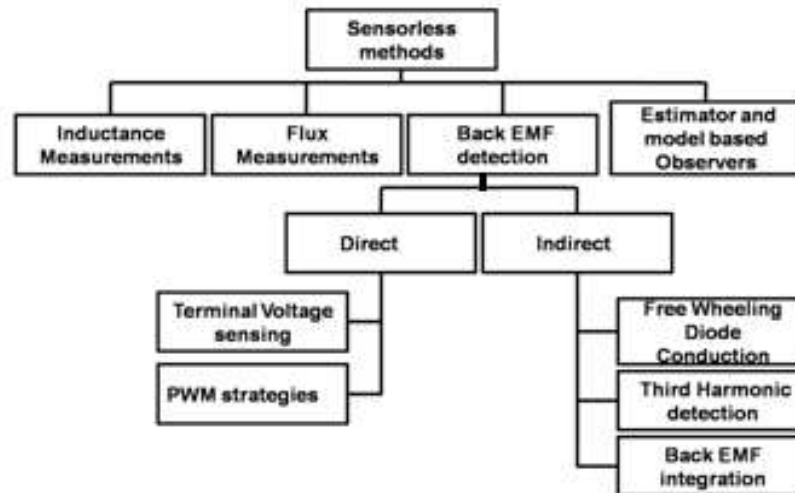 Sensorless
methods
Inductance
Measurements
Flux
Measurements
Back EMF
detection
Estimator and
model based
Observers
Direct
Indirect
Terminal Voltage
sensing
PWM strategies
Free Wheeling
Diode
Conduction
Third Harmonic
detection
Back EMF
integration